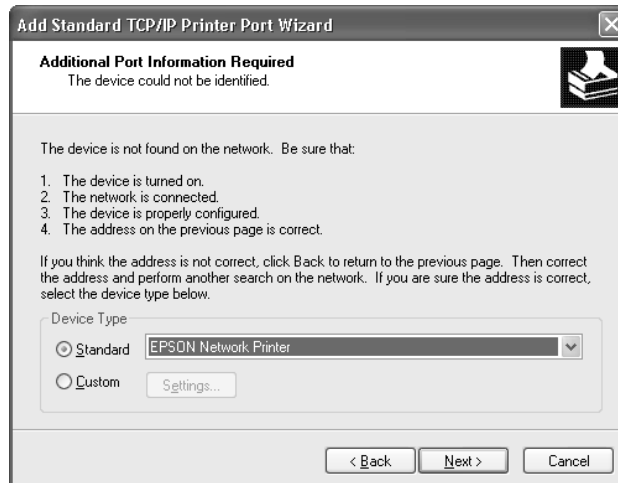 Add Standard TCP/IP Printer Port Wizard
Additional Port Information Required
The device could not be identified.
The device is not found on the network.  Be sure that:
1.  The device is turned on.
2.  The network is connected.
3.  The device is properly configured.
4.  The address on the previous page is correct.
If you think the address is not correct, click Back to return to the previous page.  Then correct
the address and perform another search on the network.  If you are sure the address is correct,
select the device type below.
Device Type
Standard EPSON Network Printer
Custom Settings...
< Back Next > Cancel